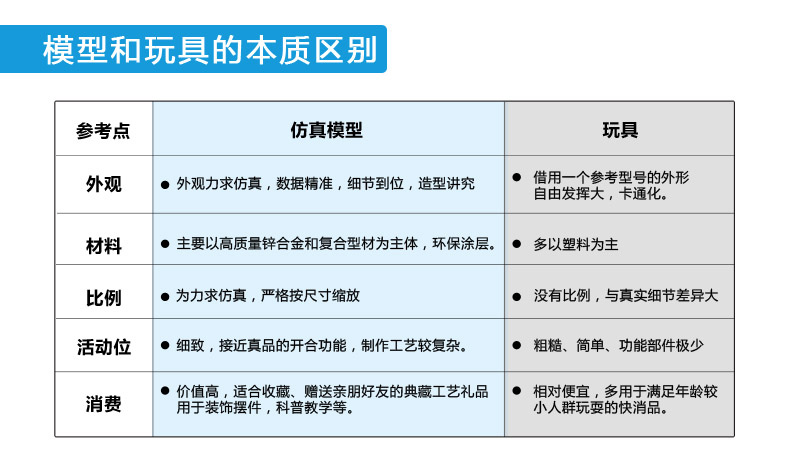 模型和玩具的本质区别
参考点
仿真模型
玩具
外观
● 外观力求仿真，数据精准，细节到位，造型讲究
● 借用一个参考型号的外形
自由发挥大，卡通化。
材料
● 主要以高质量锌合金和复合型材为主体，环保涂层。
● 多以塑料为主
比例
● 为力求仿真，严格按尺寸缩放
● 没有比例，与真实细节差异大
活动位
● 细致，接近真品的开合功能，制作工艺较复杂。
● 粗糙、简单、功能部件极少
消费
● 价值高，适合收藏、赠送亲朋好友的典藏工艺礼品
用于装饰摆件，科普教学等。
● 相对便宜，多用于满足年龄较
小人群玩耍的快消品。